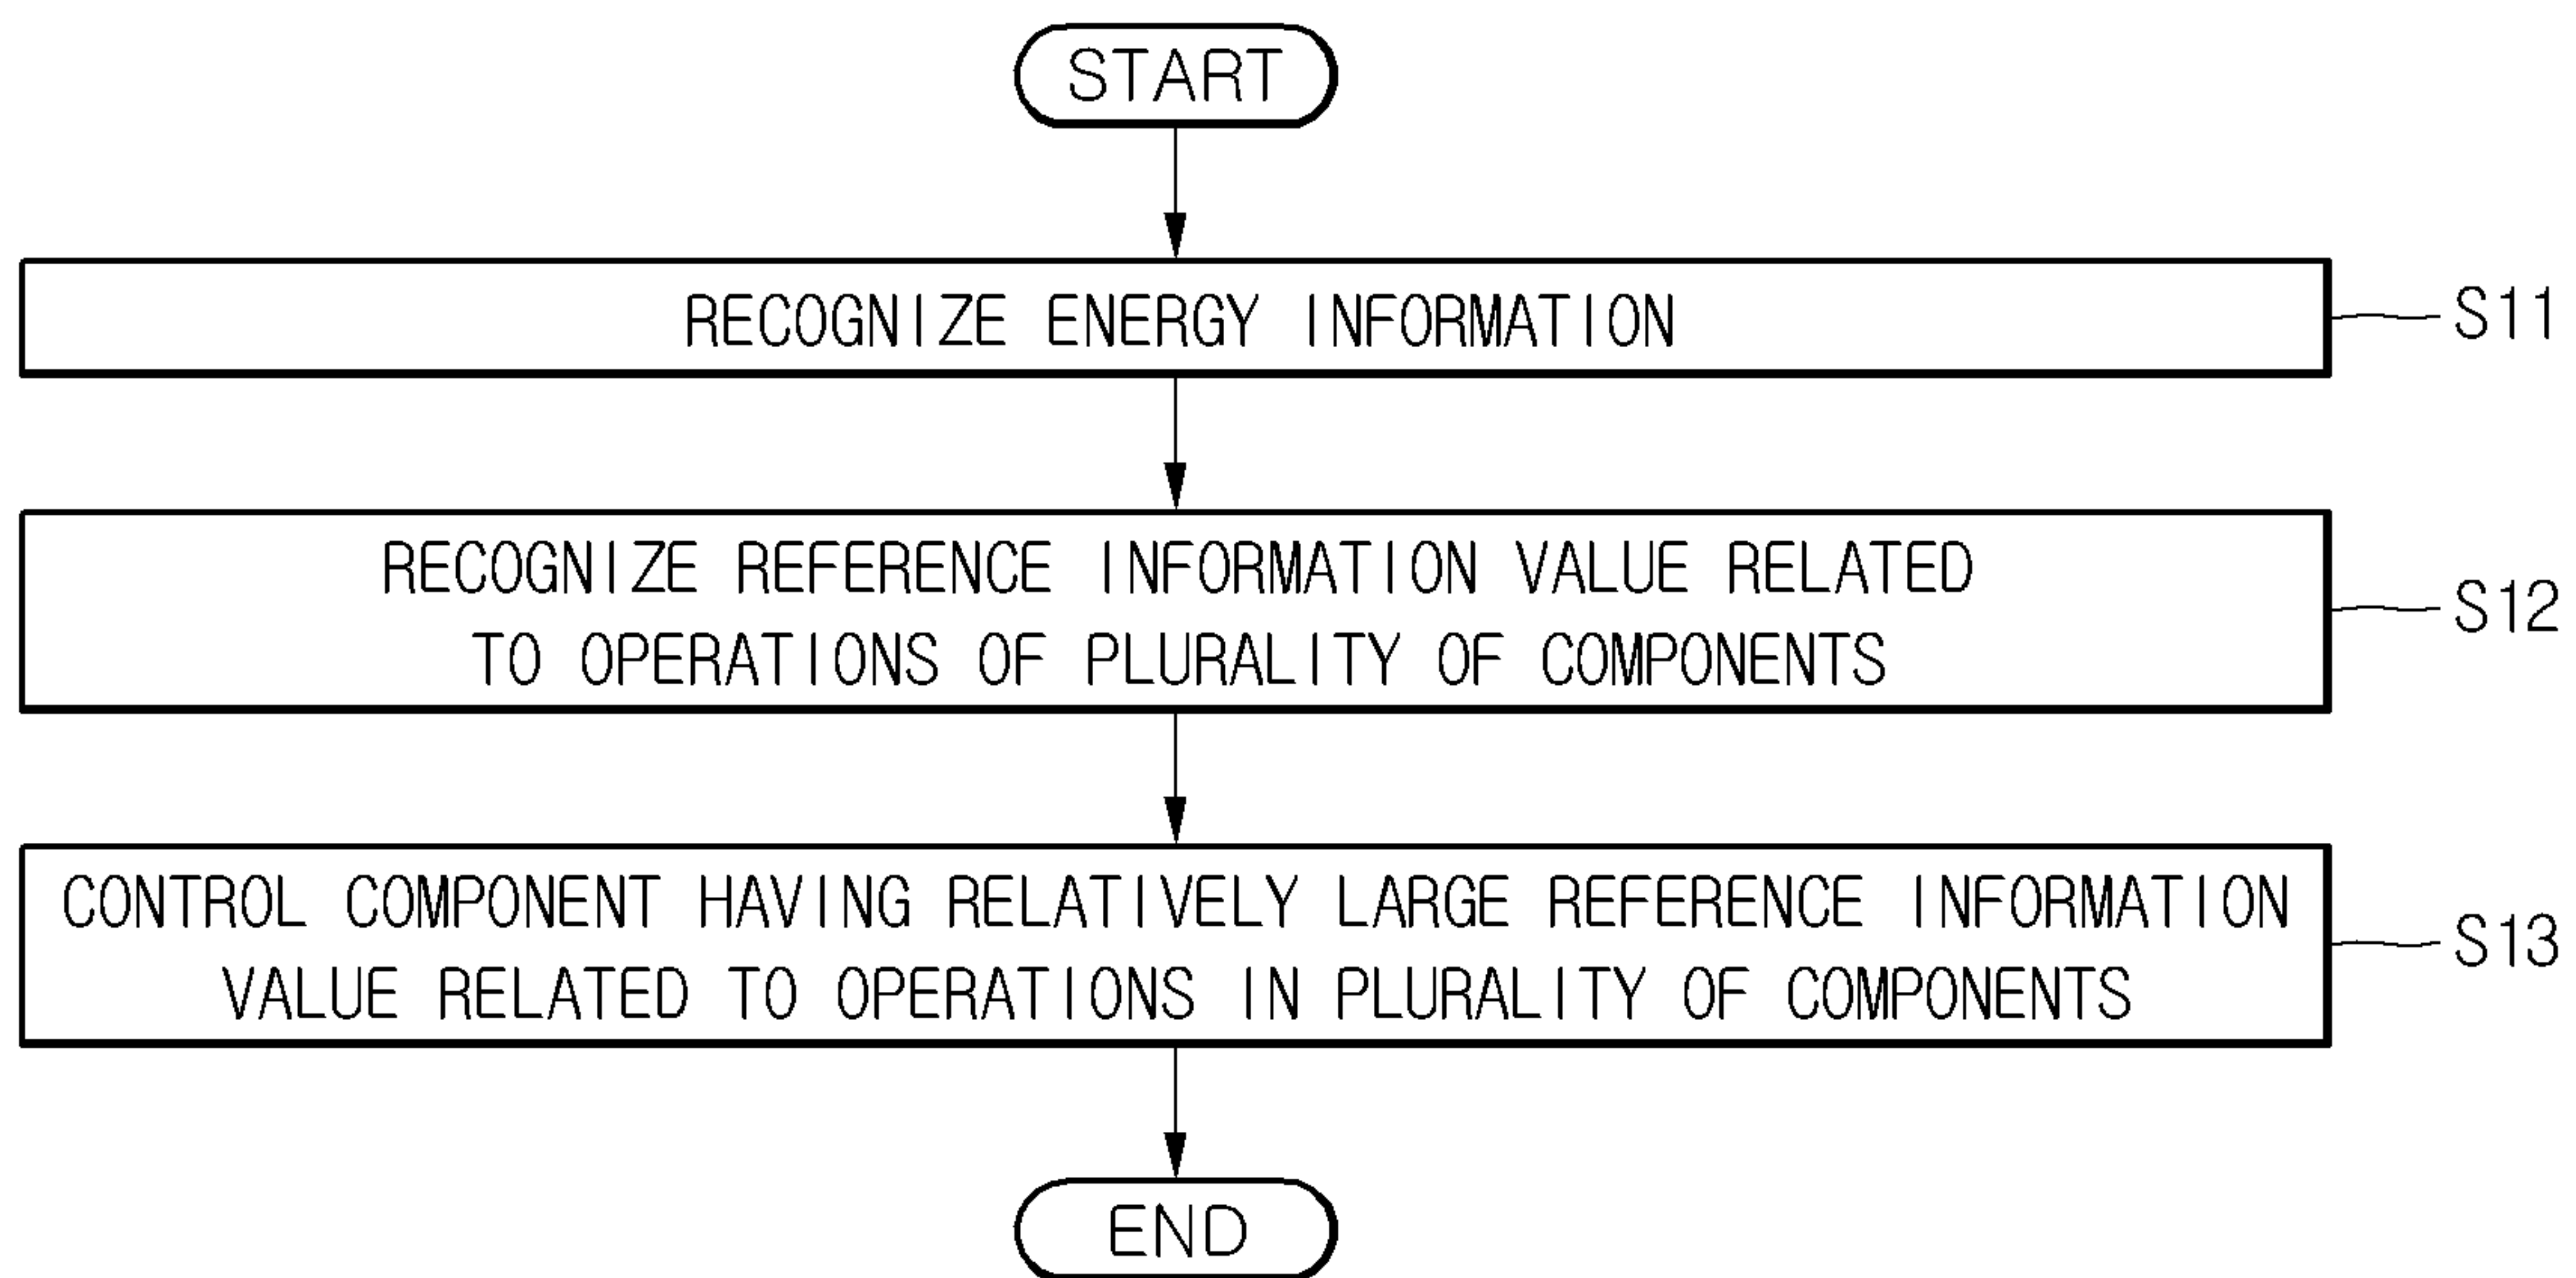 START
RECOGNIZE ENERGY INFORMATION
S11
RECOGNIZE REFERENCE INFORMATION VALUE RELATED
TO OPERATIONS OF PLURALITY OF COMPONENTS
S12
CONTROL COMPONENT HAVING RELATIVELY LARGE REFERENCE INFORMATION
VALUE RELATED TO OPERATIONS IN PLURALITY OF COMPONENTS
S13
END